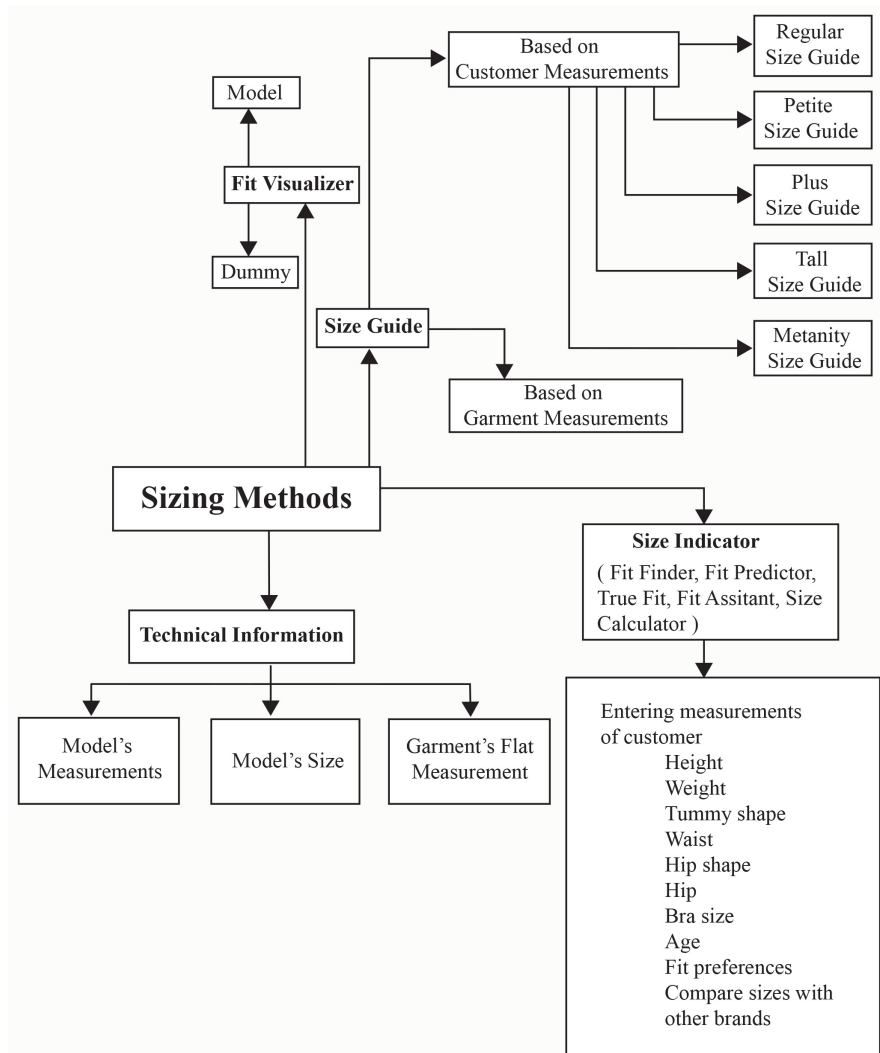 Based on
Customer Measurements
Regular
Size Guide
Petite
Size Guide
Plus
Size Guide
Tall
Size Guide
Metanity
Size Guide
Model
Fit Visualizer
Dummy
Size Guide
Based on
Garment Measurements
Sizing Methods
Size Indicator
( Fit Finder, Fit Predictor,
True Fit, Fit Assitant, Size
Calculator )
Technical Information
Model’s
Measurements
Model’s Size
Garment’s Flat
Measurement
Entering measurements
of customer
Height
Weight
Tummy shape
Waist
Hip shape
Hip
Bra size
Age
Fit preferences
Compare sizes with
other brands